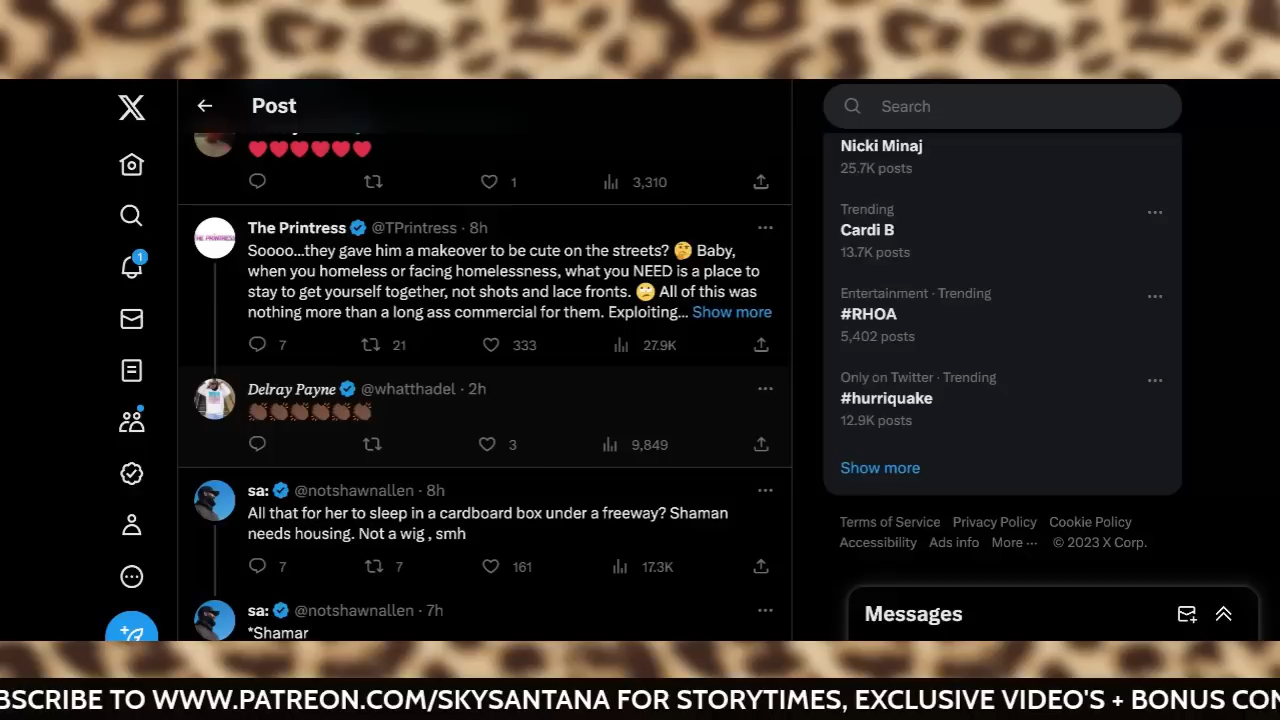 Post
Search
Nicki Minaj
25.7K posts
1 3,310
Trending
Cardi B
13.7K posts
THE PRINTRESS
The Printress @TPrintress · 8h
Soooo...they gave him a makeover to be cute on the streets? 🤔 Baby,
when you homeless or facing homelessness, what you NEED is a place to
stay to get yourself together, not shots and lace fronts. 🙄 All of this was
nothing more than a long ass commercial for them. Exploiting... Show more
7 21 333 27.9K
1
Entertainment · Trending
#RHOA
5,402 posts
Only on Twitter · Trending
#hurriquake
12.9K posts
Show more
Delray Payne @whatthadel · 2h
👏🏾👏🏾👏🏾👏🏾👏🏾👏🏾
3 9,849
sa: @notshawnallen · 8h
All that for her to sleep in a cardboard box under a freeway? Shaman
needs housing. Not a wig , smh
7 7 161 17.3K
sa: @notshawnallen · 7h
*Shamar
Terms of Service Privacy Policy Cookie Policy
Accessibility Ads info More ··· © 2023 X Corp.
Messages
BSCRIBE TO WWW.PATREON.COM/SKYSANTANA FOR STORYTIMES, EXCLUSIVE VIDEO'S + BONUS CON